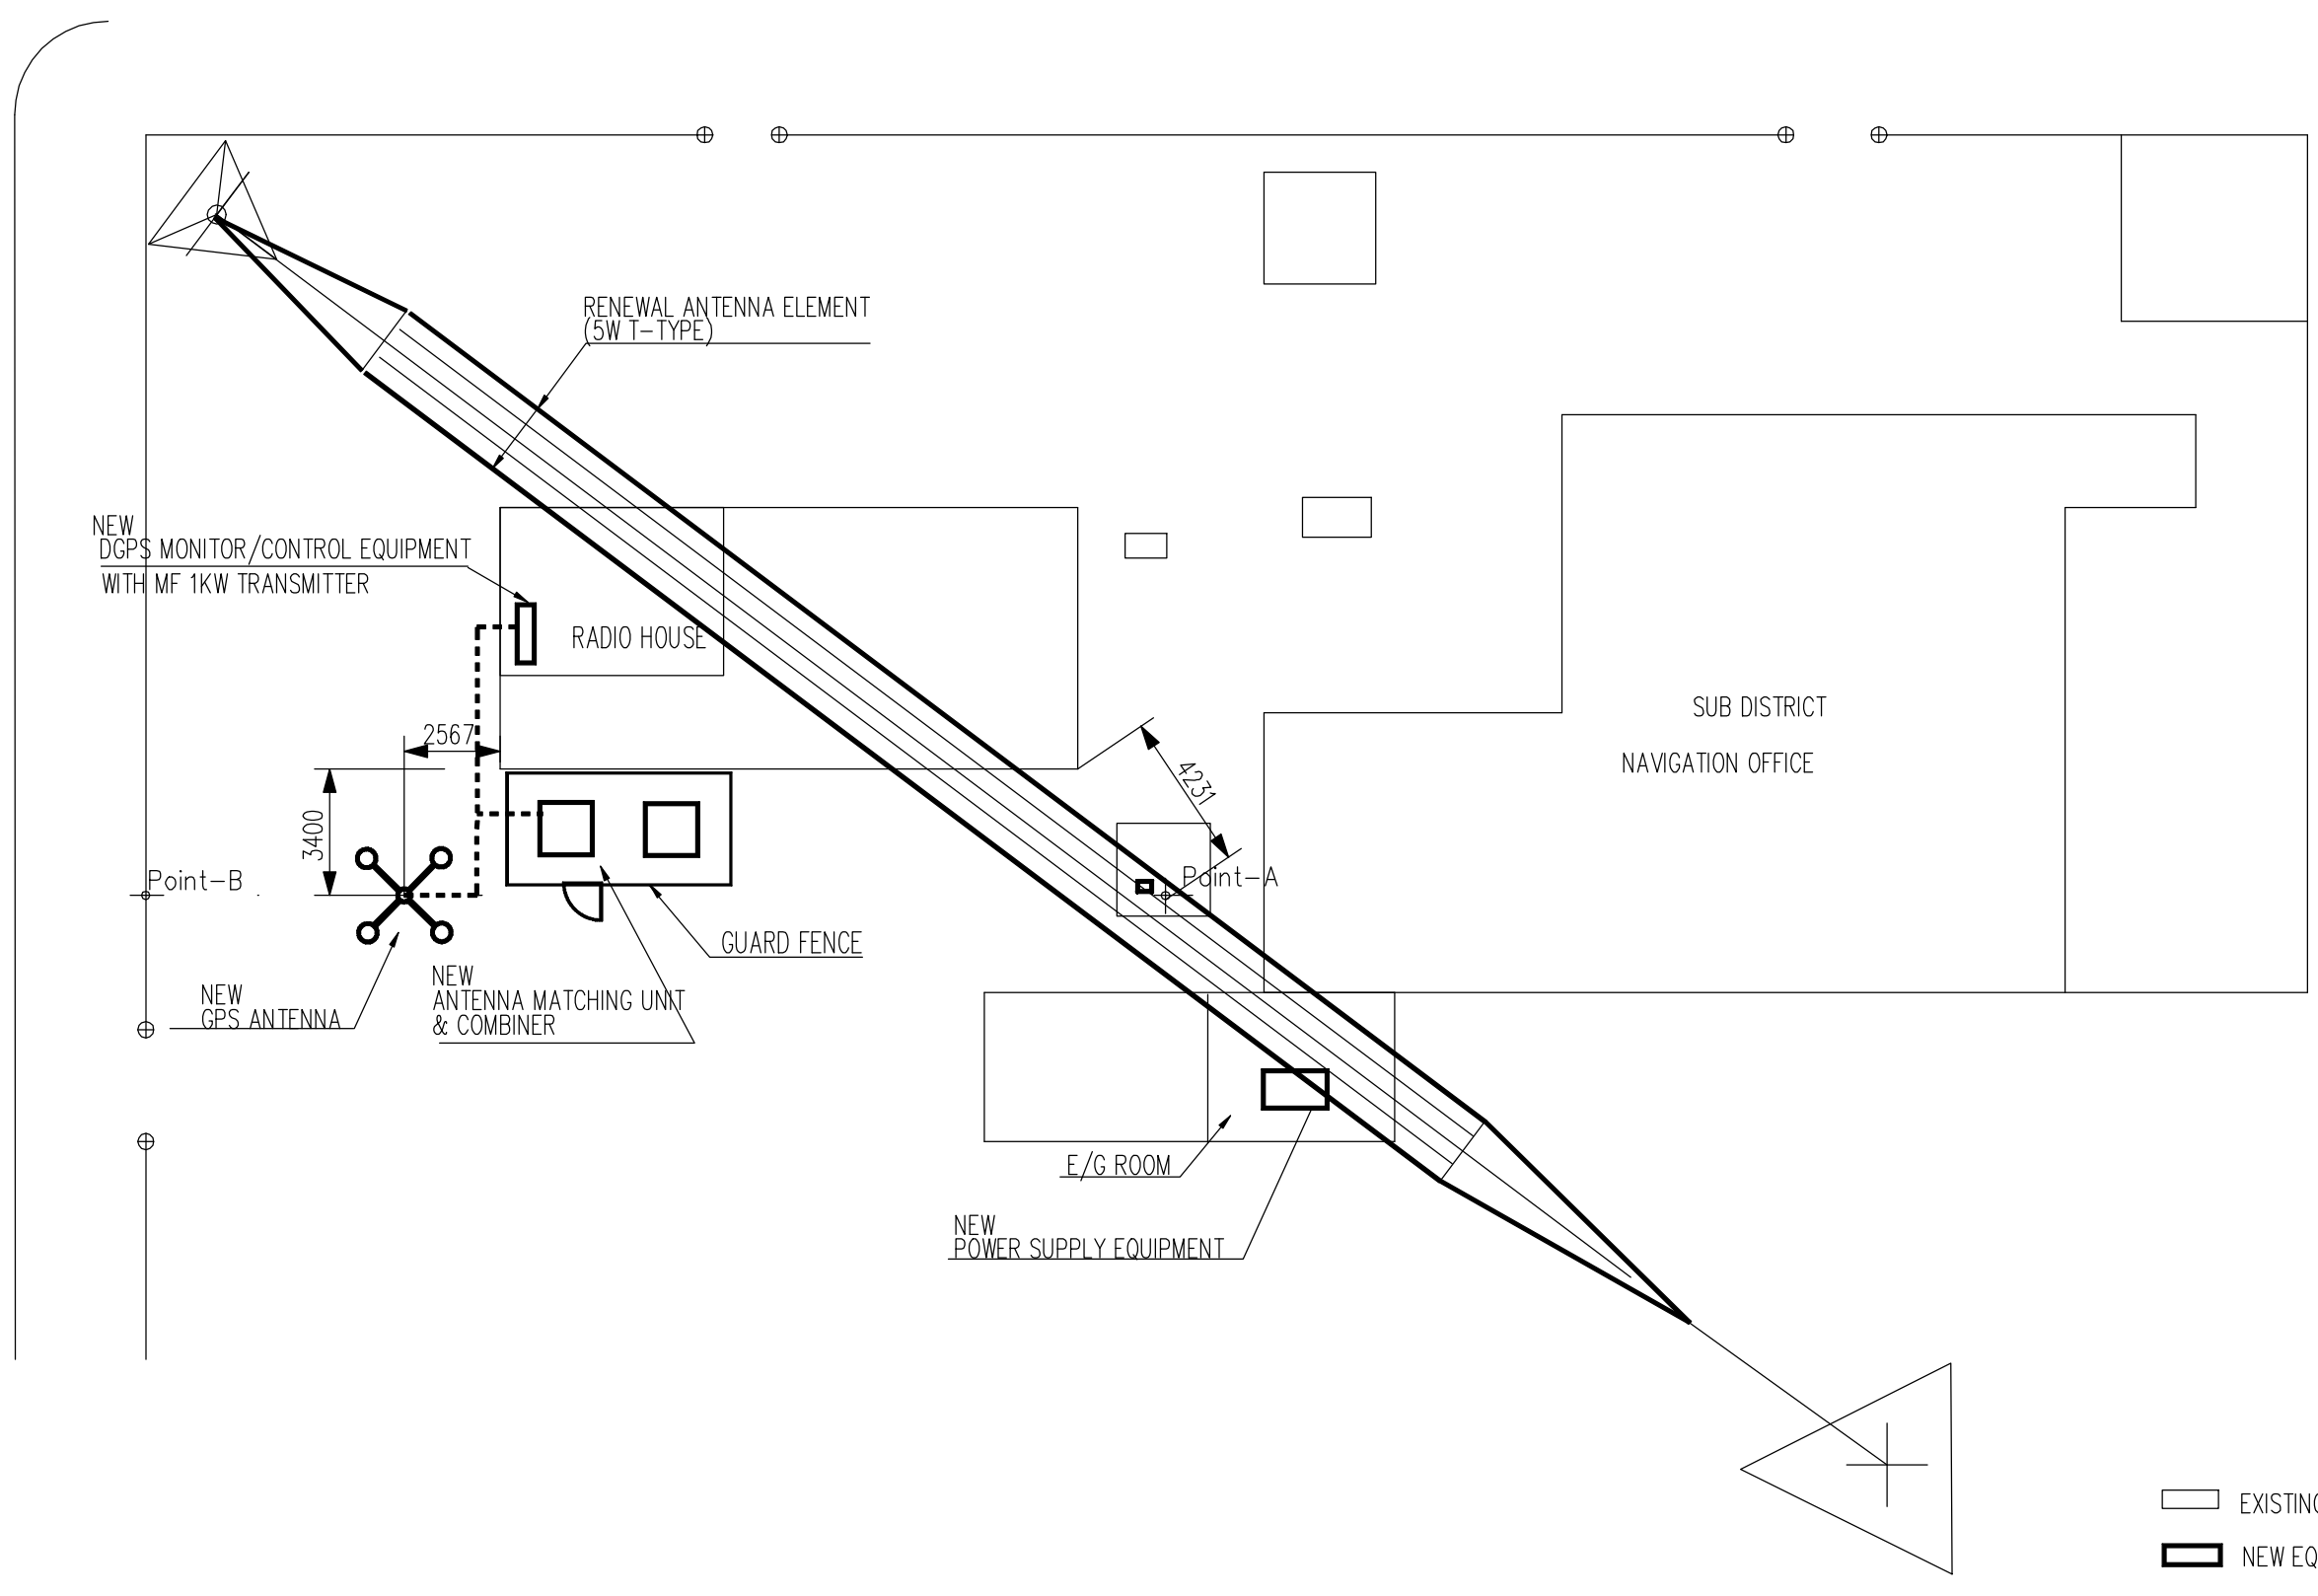 RENEWAL ANTENNA ELEMENT
(5W T-TYPE)
NEW
DGPS MONITOR/CONTROL EQUIPMENT
WITH MF 1KW TRANSMITTER
RADIO HOUSE
SUB DISTRICT
NAVIGATION OFFICE
2567
4231
3400
Point-B
Point-A
GUARD FENCE
NEW
ANTENNA MATCHING UNIT
& COMBINER
NEW
GPS ANTENNA
E/G ROOM
NEW
POWER SUPPLY EQUIPMENT
EXISTING
NEW EQ